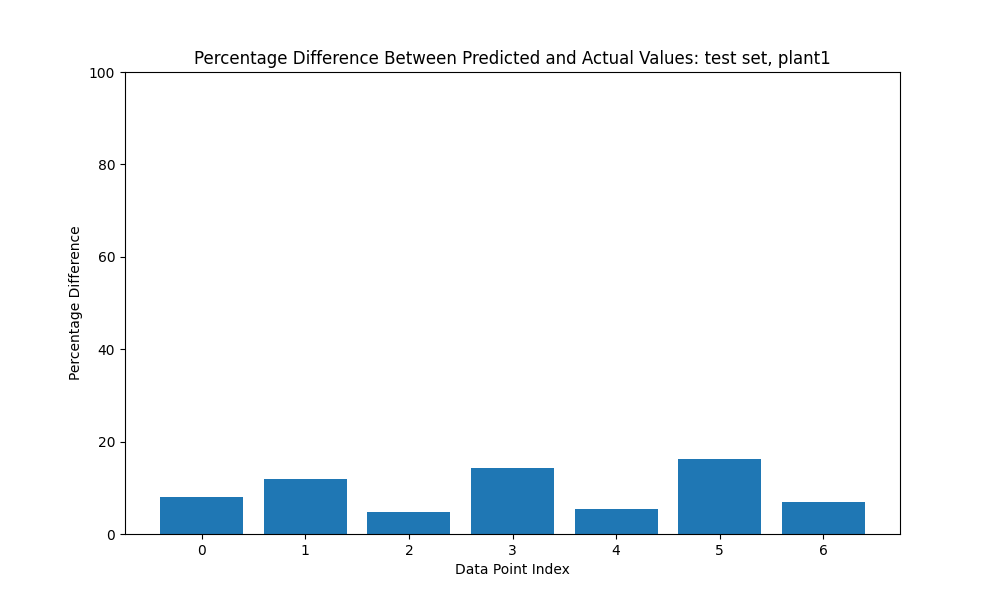 Percentage Difference Between Predicted and Actual Values: test set, plant1
100
80
60
40
20
0
Percentage Difference
0 1 2 3 4 5 6
Data Point Index